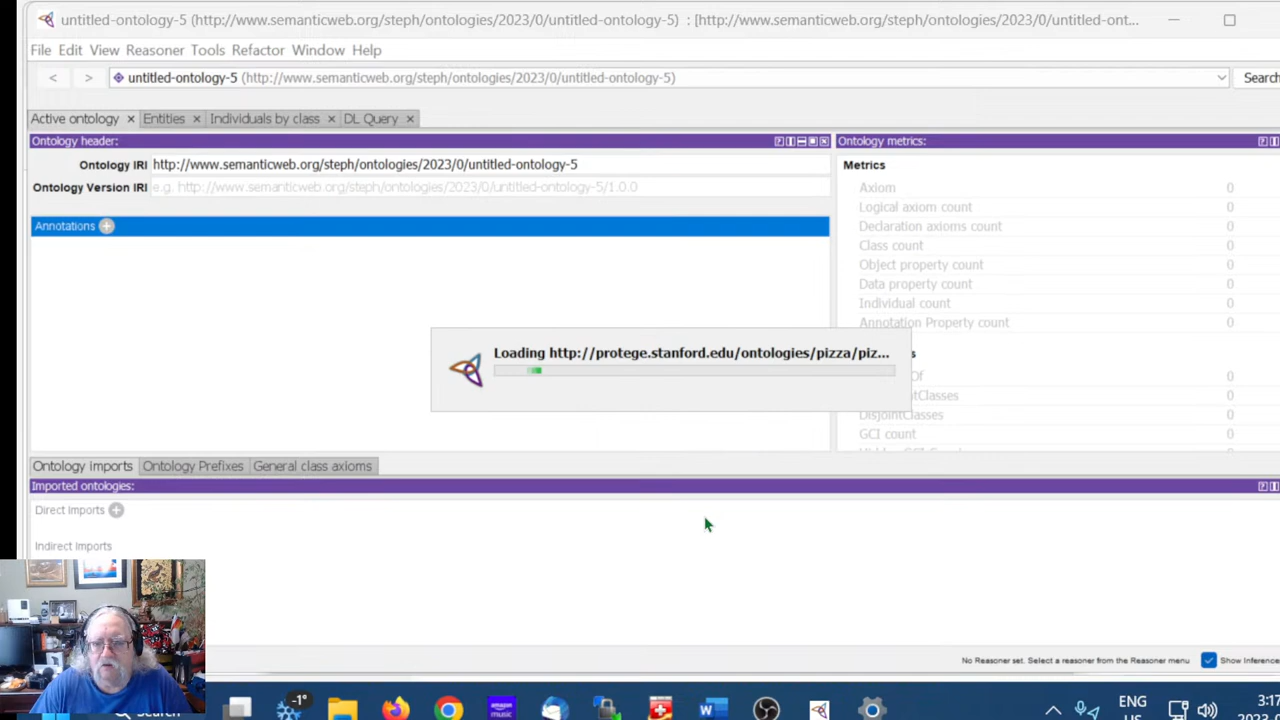 untitled-ontology-5 (http://www.semanticweb.org/steph/ontologies/2023/0/untitled-ontology-5) : [http://www.semanticweb.org/steph/ontologies/2023/0/untitled-ont...
File Edit View Reasoner Tools Refactor Window Help
< > untitled-ontology-5 (http://www.semanticweb.org/steph/ontologies/2023/0/untitled-ontology-5) Search
Active ontology × Entities × Individuals by class × DL Query ×
Ontology header:
Ontology IRI http://www.semanticweb.org/steph/ontologies/2023/0/untitled-ontology-5
Ontology Version IRI e.g. http://www.semanticweb.org/steph/ontologies/2023/0/untitled-ontology-5/1.0.0
Annotations
Ontology metrics:
Metrics
Axiom 0
Logical axiom count 0
Declaration axioms count 0
Class count 0
Object property count 0
Data property count 0
Individual count 0
Annotation Property count 0
Loading http://protege.stanford.edu/ontologies/pizza/piz...
DisjointClasses 0
GCI count 0
Ontology imports Ontology Prefixes General class axioms
Imported ontologies:
Direct Imports
Indirect Imports
No Reasoner set. Select a reasoner from the Reasoner menu Show Inference
Search -1° amazon music ENG 3:17